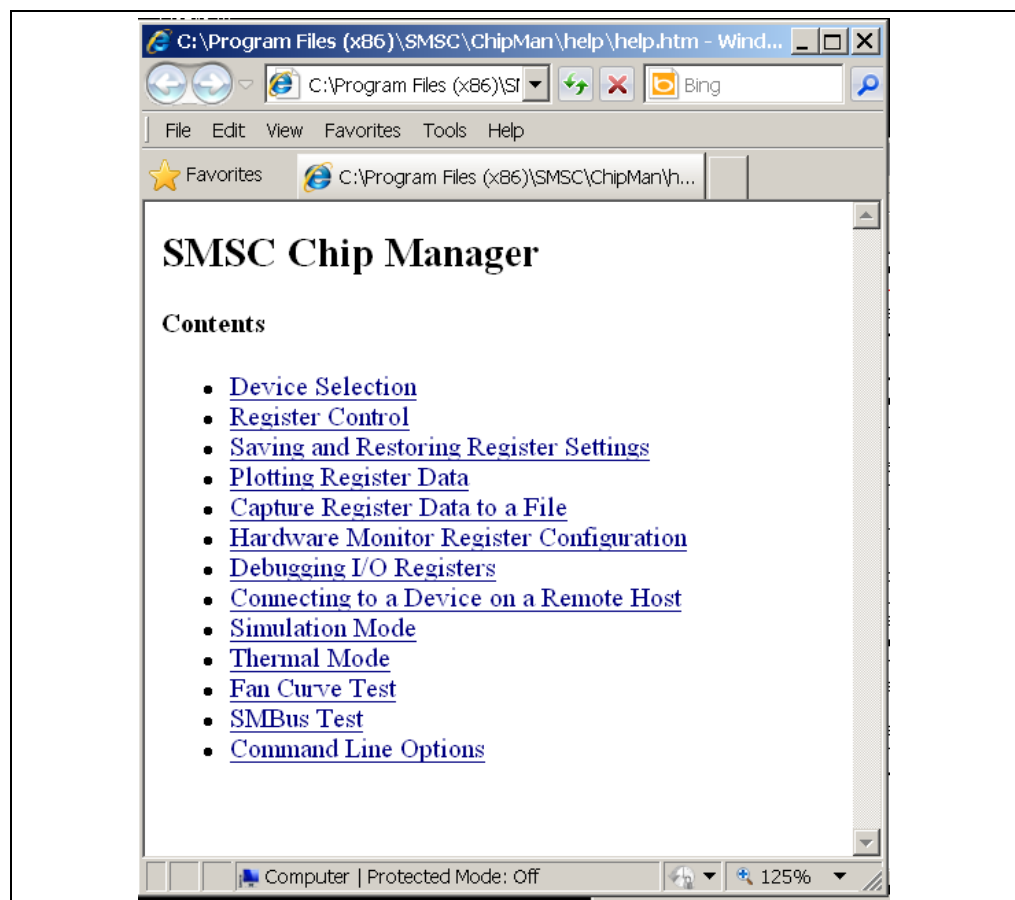 C:\Program Files (x86)\SMSC\ChipMan\help\help.htm - Wind...
C:\Program Files (x86)\SM
Bing
File Edit View Favorites Tools Help
Favorites
C:\Program Files (x86)\SMSC\ChipMan\h...
SMSC Chip Manager
Contents
Device Selection
Register Control
Saving and Restoring Register Settings
Plotting Register Data
Capture Register Data to a File
Hardware Monitor Register Configuration
Debugging I/O Registers
Connecting to a Device on a Remote Host
Simulation Mode
Thermal Mode
Fan Curve Test
SMBus Test
Command Line Options
Computer | Protected Mode: Off
125%